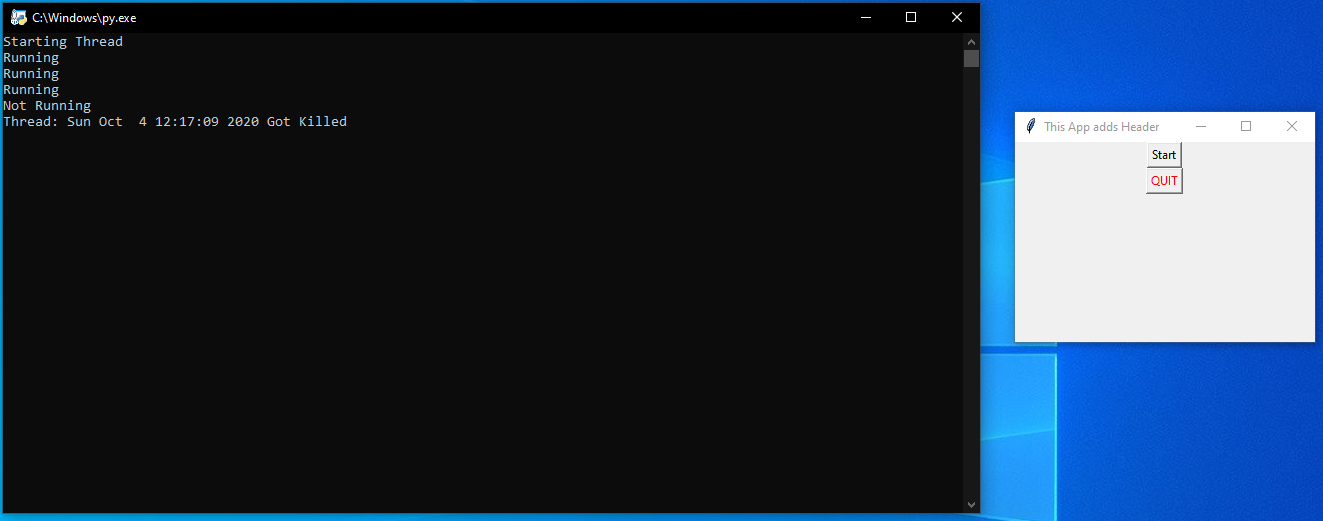 C:\Windows\py.exe
Starting Thread
Running
Running
Running
Not Running
Thread: Sun Oct  4 12:17:09 2020 Got Killed
This App adds Header
Start
QUIT